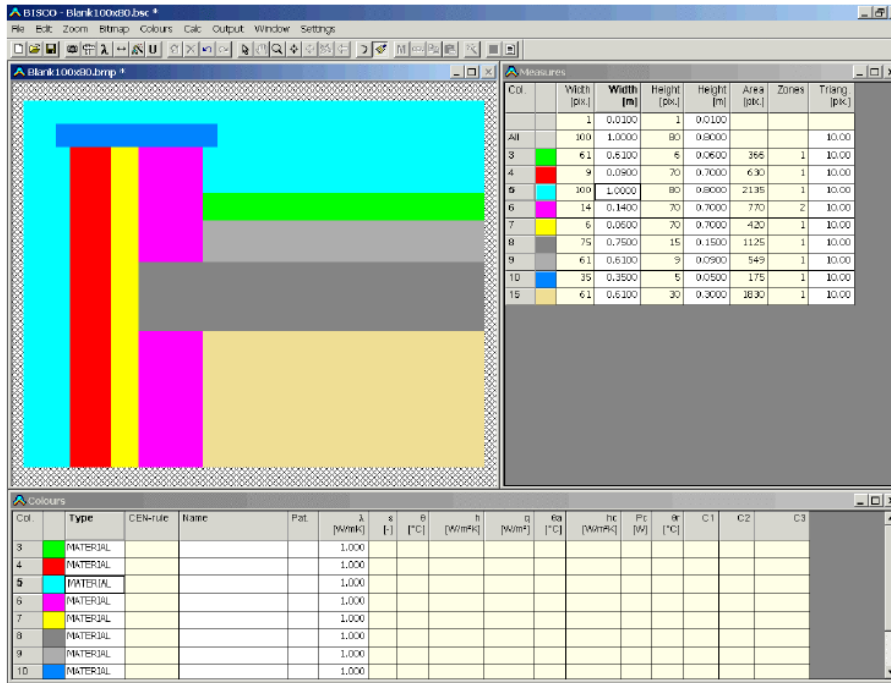 BISCO - Blank100x80.bsc *
File Edit Zoom Bitmap Colours Calc Output Window Settings
Blank100x80.bmp *
Measures
Col. Width [pix.] Width [m] Height [pix.] Height [m] Area [pix.] Zones Triang. [pix.]
1 0.0100 1 0.0100
All 100 1.0000 80 0.8000 10.00
3 61 0.6100 6 0.0600 366 1 10.00
4 9 0.0900 70 0.7000 630 1 10.00
5 100 1.0000 80 0.8000 2135 1 10.00
6 14 0.1400 70 0.7000 770 2 10.00
7 6 0.0600 70 0.7000 420 1 10.00
8 75 0.7500 15 0.1500 1125 1 10.00
9 61 0.6100 9 0.0900 549 1 10.00
10 35 0.3500 5 0.0500 175 1 10.00
15 61 0.6100 30 0.3000 1830 1 10.00
Colours
Col. Type CEN-rule Name Pat. λ [W/mK] ε [-] θ [°C] h [W/m²K] q [W/m²] θa [°C] hc [W/m²K] Pc [W] θr [°C] C1 C2 C3
3 MATERIAL 1.000
4 MATERIAL 1.000
5 MATERIAL 1.000
6 MATERIAL 1.000
7 MATERIAL 1.000
8 MATERIAL 1.000
9 MATERIAL 1.000
10 MATERIAL 1.000